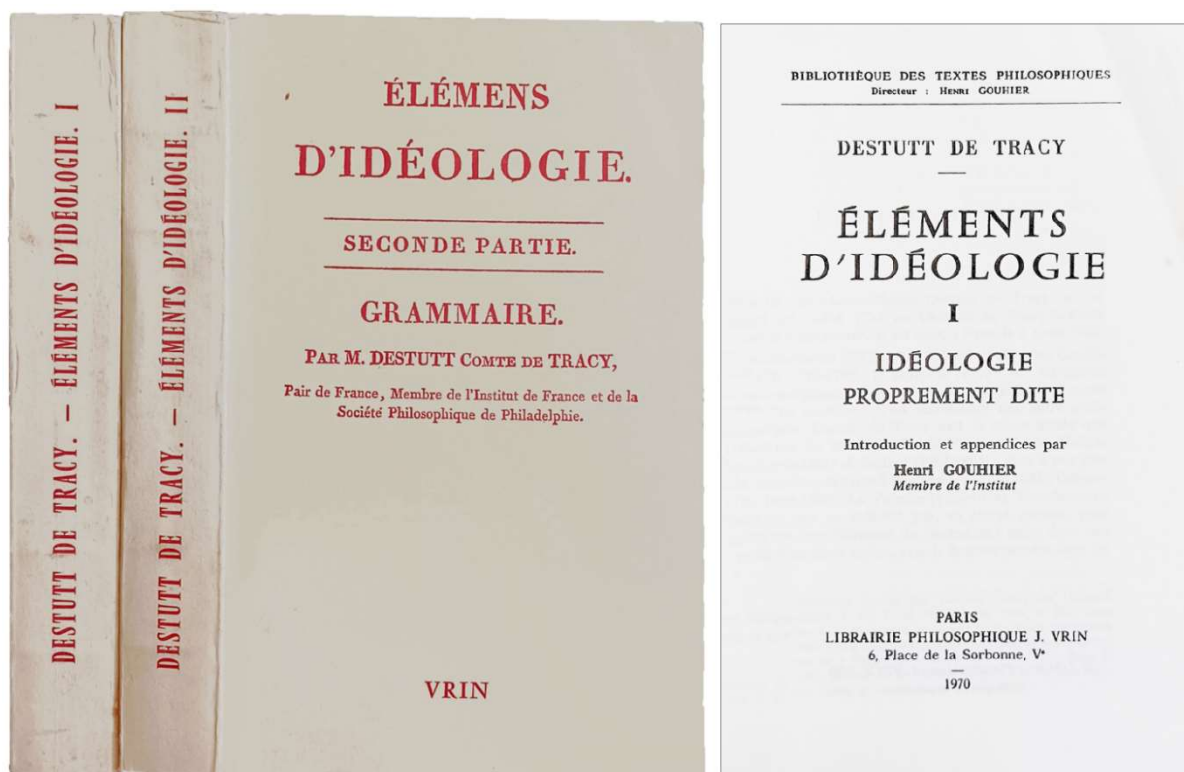 DESTUTT DE TRACY. — ÉLÉMENTS D'IDÉOLOGIE. I
DESTUTT DE TRACY. — ÉLÉMENTS D'IDÉOLOGIE. II
ÉLÉMENS
D'IDÉOLOGIE.
SECONDE PARTIE.
GRAMMAIRE.
PAR M. DESTUTT COMTE DE TRACY,
Pair de France, Membre de l'Institut de France et de la
Société Philosophique de Philadelphie.
VRIN
BIBLIOTHÈQUE DES TEXTES PHILOSOPHIQUES
Directeur : HENRI GOUHIER
DESTUTT DE TRACY
ÉLÉMENTS
D'IDÉOLOGIE
I
IDÉOLOGIE
PROPREMENT DITE
Introduction et appendices par
Henri GOUHIER
Membre de l'Institut
PARIS
LIBRAIRIE PHILOSOPHIQUE J. VRIN
6, Place de la Sorbonne, Vᵉ
1970